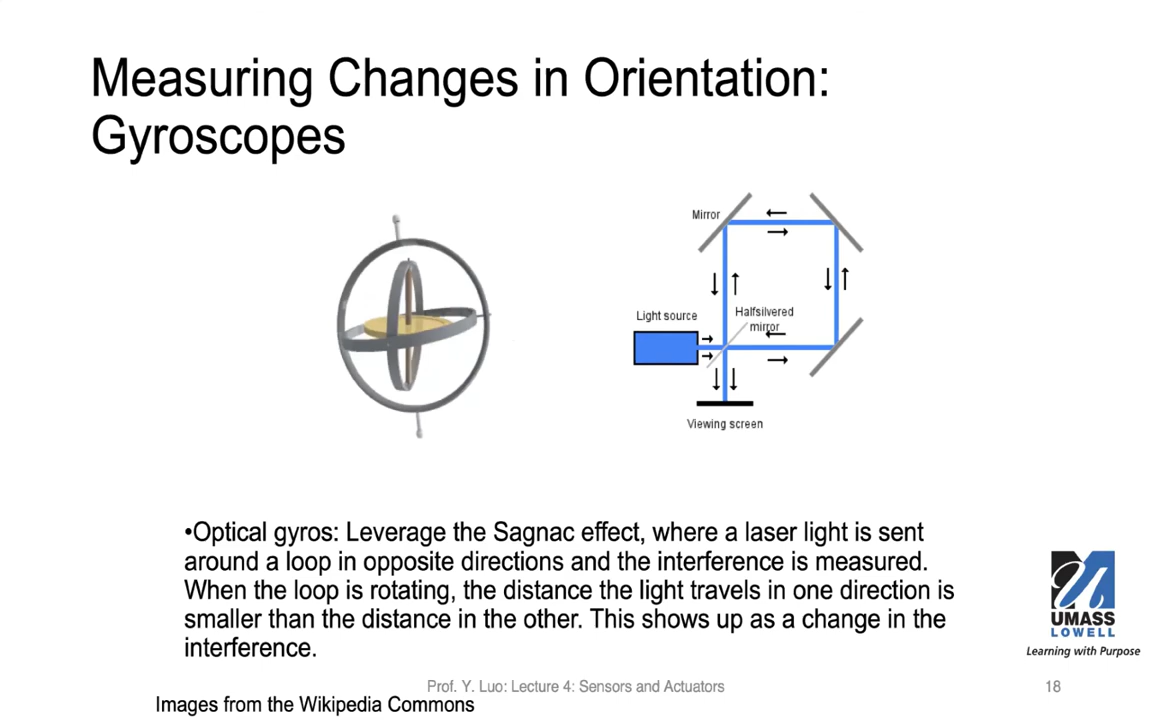 Measuring Changes in Orientation:
Gyroscopes
Mirror
Light source
Halfsilvered
mirror
Viewing screen
•Optical gyros: Leverage the Sagnac effect, where a laser light is sent
around a loop in opposite directions and the interference is measured.
When the loop is rotating, the distance the light travels in one direction is
smaller than the distance in the other. This shows up as a change in the
interference.
UMASS
LOWELL
Learning with Purpose
Prof. Y. Luo: Lecture 4: Sensors and Actuators
18
Images from the Wikipedia Commons